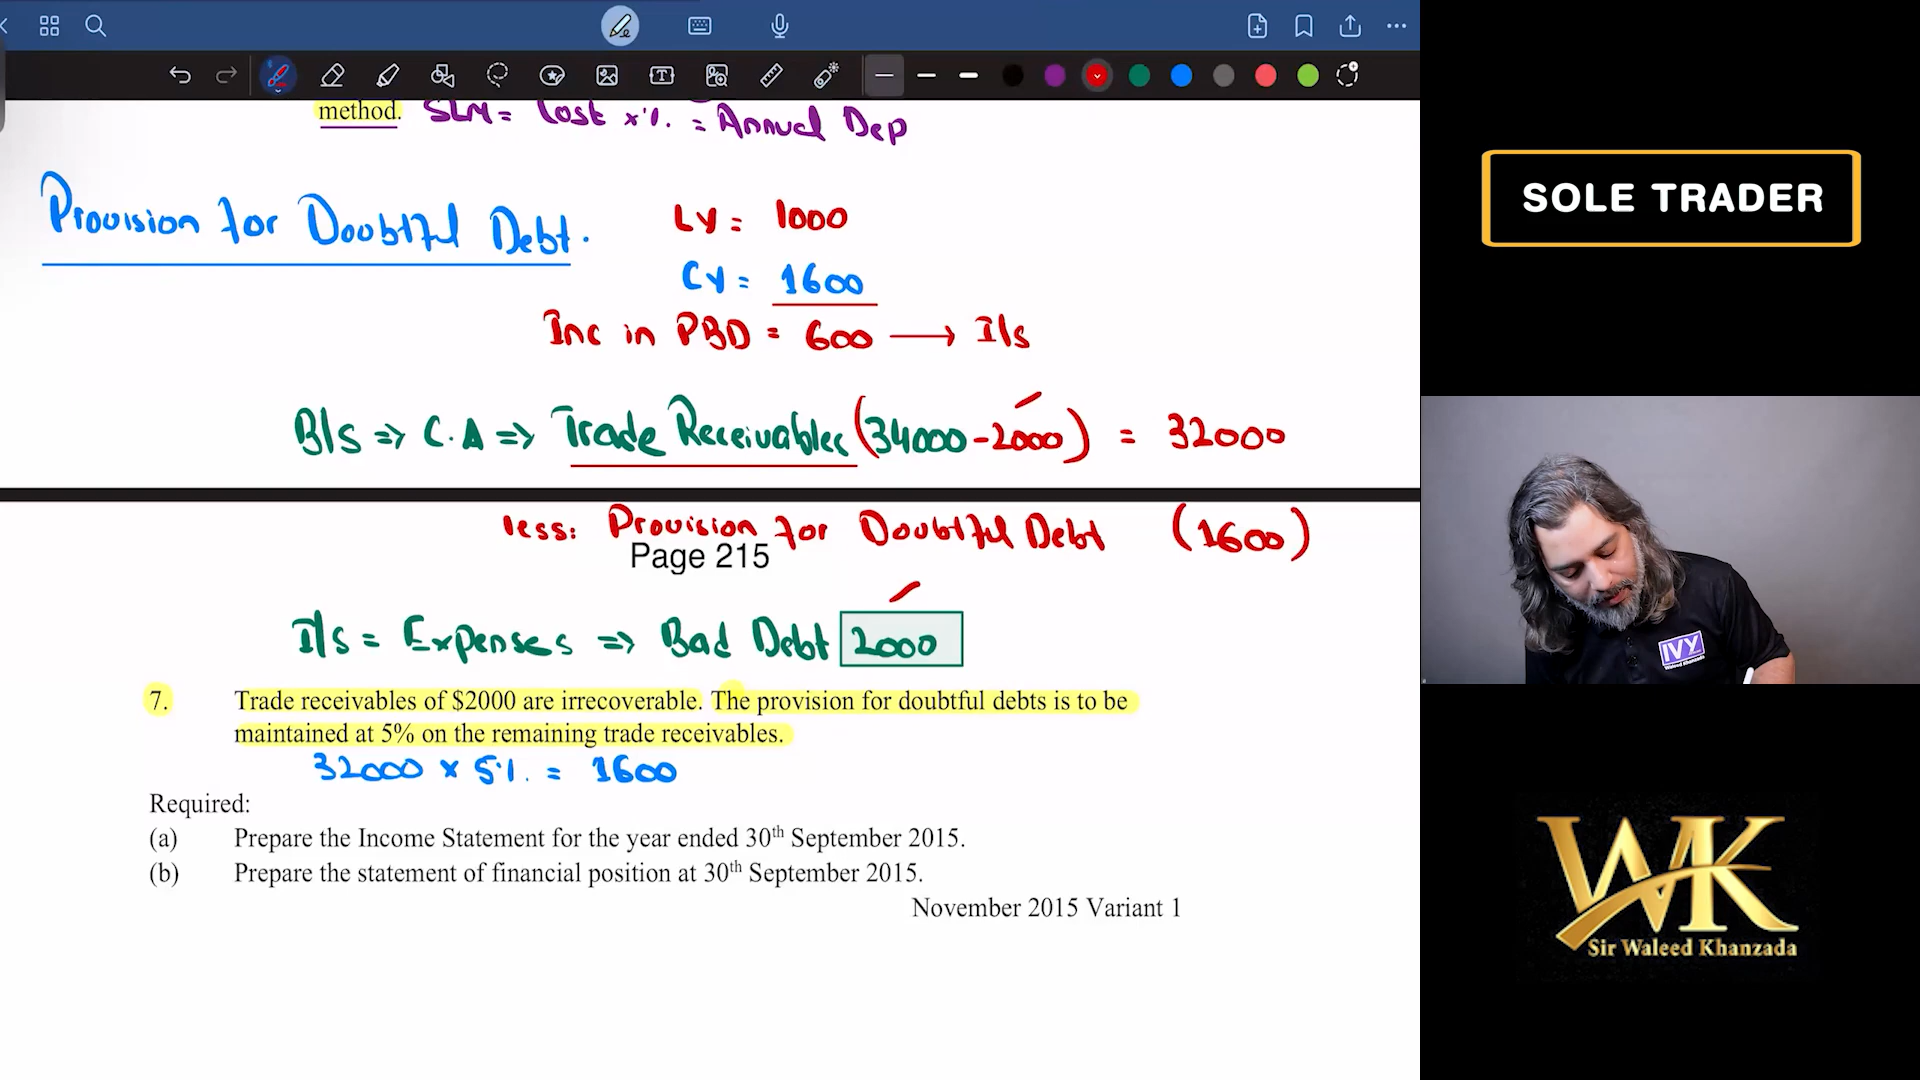 method. SLM = Cost x %. = Annual Dep
Provision for Doubtful Debt.
LY = 1000
CY = 1600
Inc in PBD = 600 → I/S
B/S ⇒ C.A ⇒ Trade Receivables (34000 - 2000) = 32000
less: Provision for Doubtful Debt (1600)
Page 215
I/S = Expenses ⇒ Bad Debt 2000
7. Trade receivables of $2000 are irrecoverable. The provision for doubtful debts is to be
maintained at 5% on the remaining trade receivables.
32000 x 5%. = 1600
Required:
(a) Prepare the Income Statement for the year ended 30th September 2015.
(b) Prepare the statement of financial position at 30th September 2015.
November 2015 Variant 1
SOLE TRADER
IVY
Waleed Khanzada
WK
Sir Waleed Khanzada